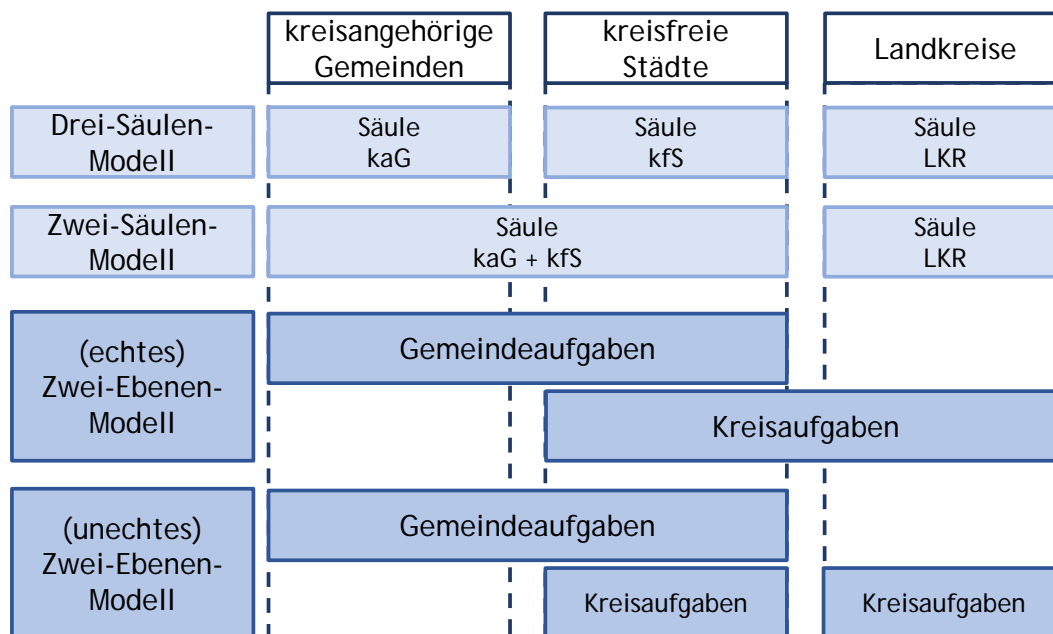 kreisangehörige
Gemeinden
kreisfreie
Städte
Landkreise
Drei-Säulen-
Modell
Säule
kaG
Säule
kfS
Säule
LKR
Zwei-Säulen-
Modell
Säule
kaG + kfS
Säule
LKR
(echtes)
Zwei-Ebenen-
Modell
Gemeindeaufgaben
Kreisaufgaben
(unechtes)
Zwei-Ebenen-
Modell
Gemeindeaufgaben
Kreisaufgaben
Kreisaufgaben